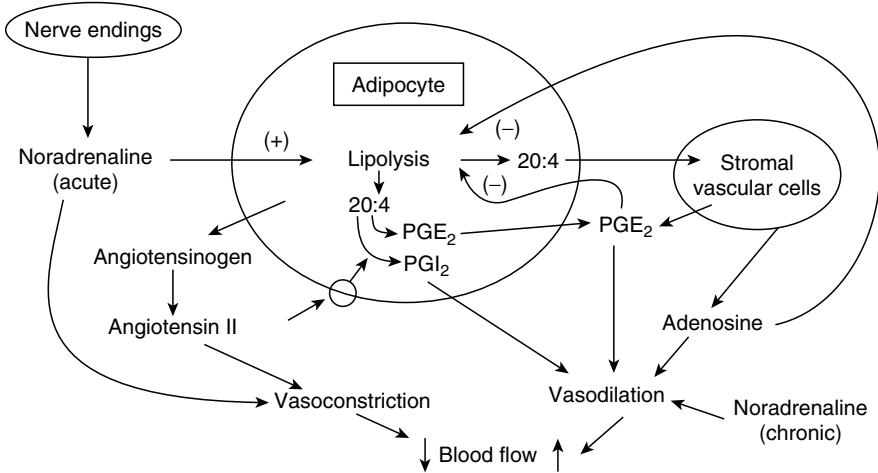 Nerve endings
Adipocyte
(+)
(–)
Noradrenaline
(acute)
Lipolysis
20:4
Stromal
vascular cells
(–)
20:4
PGE₂
PGE₂
Angiotensinogen
PGI₂
Angiotensin II
Adenosine
Vasoconstriction
Vasodilation
Noradrenaline
(chronic)
Blood flow